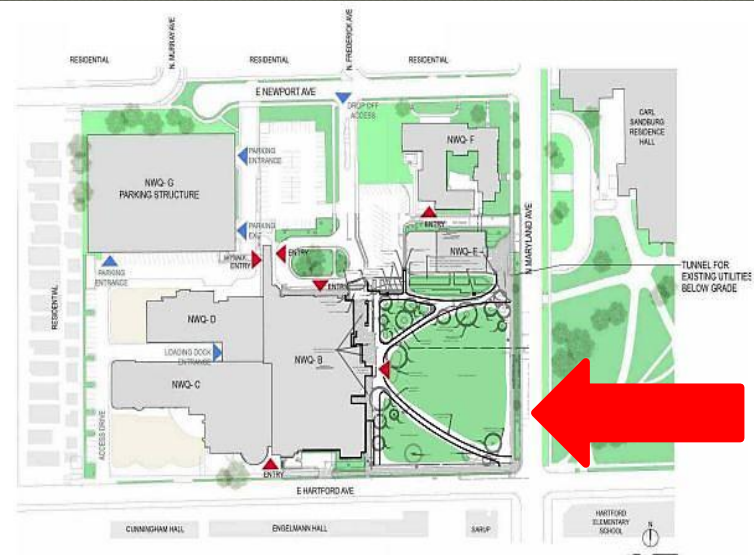 N. MURRAY AVE
N. FREDERICK AVE
RESIDENTIAL
RESIDENTIAL
RESIDENTIAL
E NEWPORT AVE
DROP OFF
ACCESS
CARL
SANDBURG
RESIDENCE
HALL
NWQ- F
PARKING
ENTRANCE
NWQ- G
PARKING STRUCTURE
N MARYLAND AVE
ENTRY
PARKING
ENTRY
ENTRY
NWQ- E
PARKING
ENTRANCE
TUNNEL FOR
EXISTING UTILITIES
BELOW GRADE
ENTRY
RESIDENTIAL
NWQ- D
LOADING DOCK
ENTRANCE
NWQ- B
NWQ- C
ACCESS DRIVE
ENTRY
E HARTFORD AVE
CUNNINGHAM HALL
ENGELMANN HALL
SARUP
HARTFORD
ELEMENTARY
SCHOOL
N